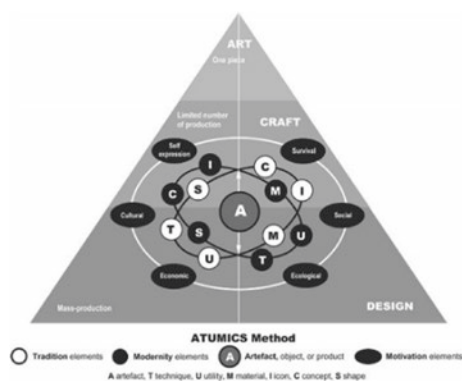 ART
One piece
Limited number
of production
CRAFT
Self
expression
Survival
I
C
C
S
M
I
A
Cultural
Social
T
S
M
U
U
T
Economic
Ecological
Mass-production
DESIGN
ATUMICS Method
Tradition elements
Modernity elements
A
Artefact, object, or product
Motivation elements
A artefact, T technique, U utility, M material, I icon, C concept, S shape